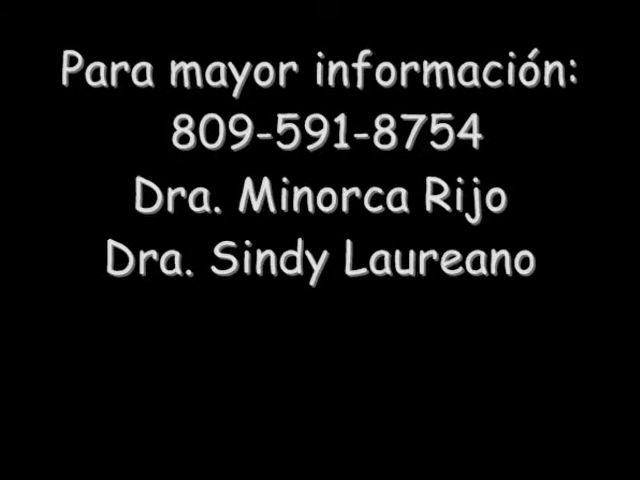 Para mayor información:
809-591-8754
Dra. Minorca Rijo
Dra. Sindy Laureano